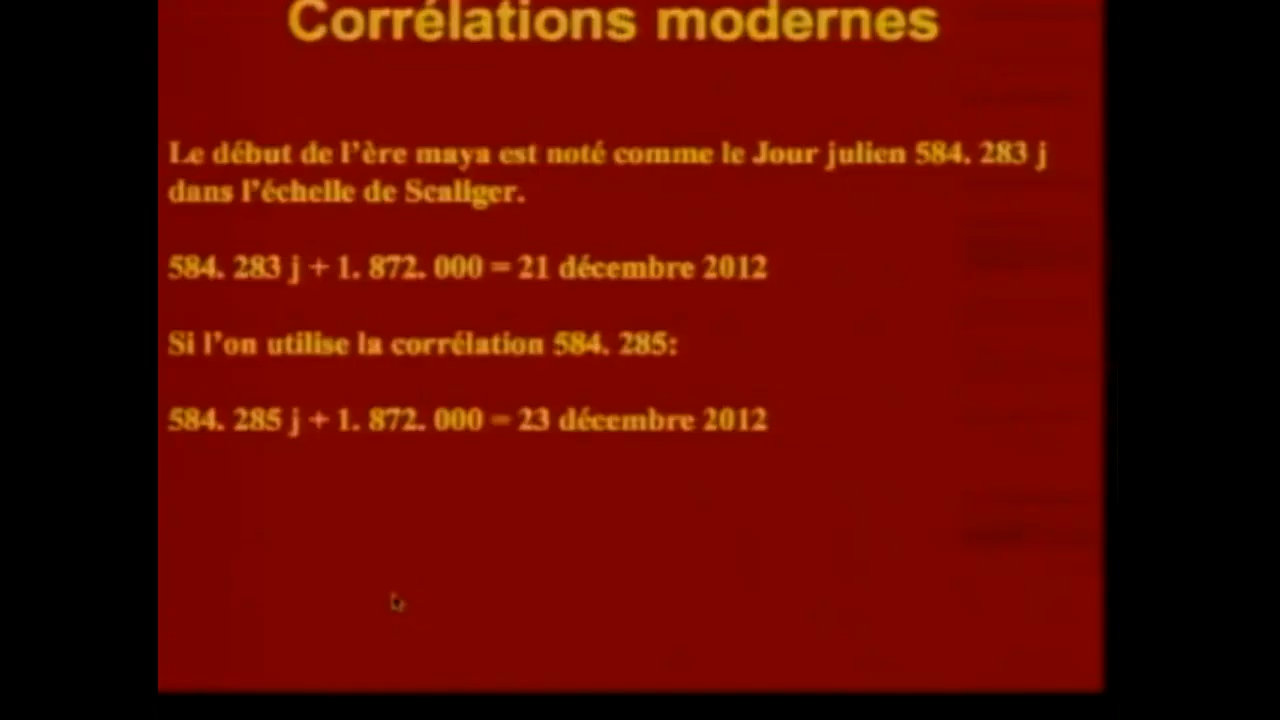 Corrélations modernes
Le début de l'ère maya est noté comme le Jour julien 584. 283 j
dans l'échelle de Scaliger.
584. 283 j + 1. 872. 000 = 21 décembre 2012
Si l'on utilise la corrélation 584. 285:
584. 285 j + 1. 872. 000 = 23 décembre 2012